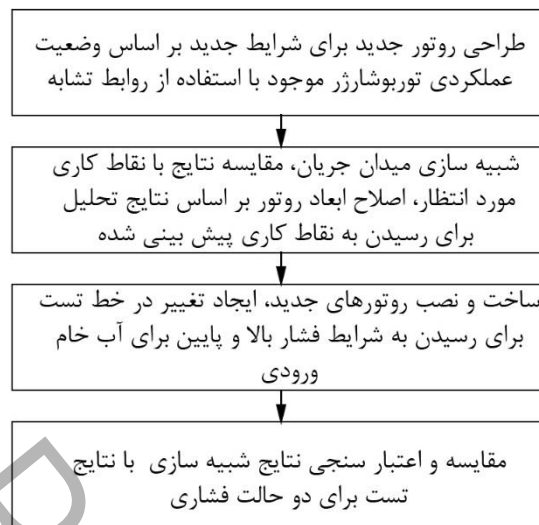 طراحی روتور جدید برای شرایط جدید بر اساس وضعیت
عملکردی توربوشارژر موجود با استفاده از روابط تشابه
شبیه سازی میدان جریان، مقایسه نتایج با نقاط کاری
مورد انتظار، اصلاح ابعاد روتور بر اساس نتایج تحلیل
برای رسیدن به نقاط کاری پیش بینی شده
ساخت و نصب روتورهای جدید، ایجاد تغییر در خط تست
برای رسیدن به شرایط فشار بالا و پایین برای آب خام
ورودی
مقایسه و اعتبار سنجی نتایج شبیه سازی با نتایج
تست برای دو حالت فشاری